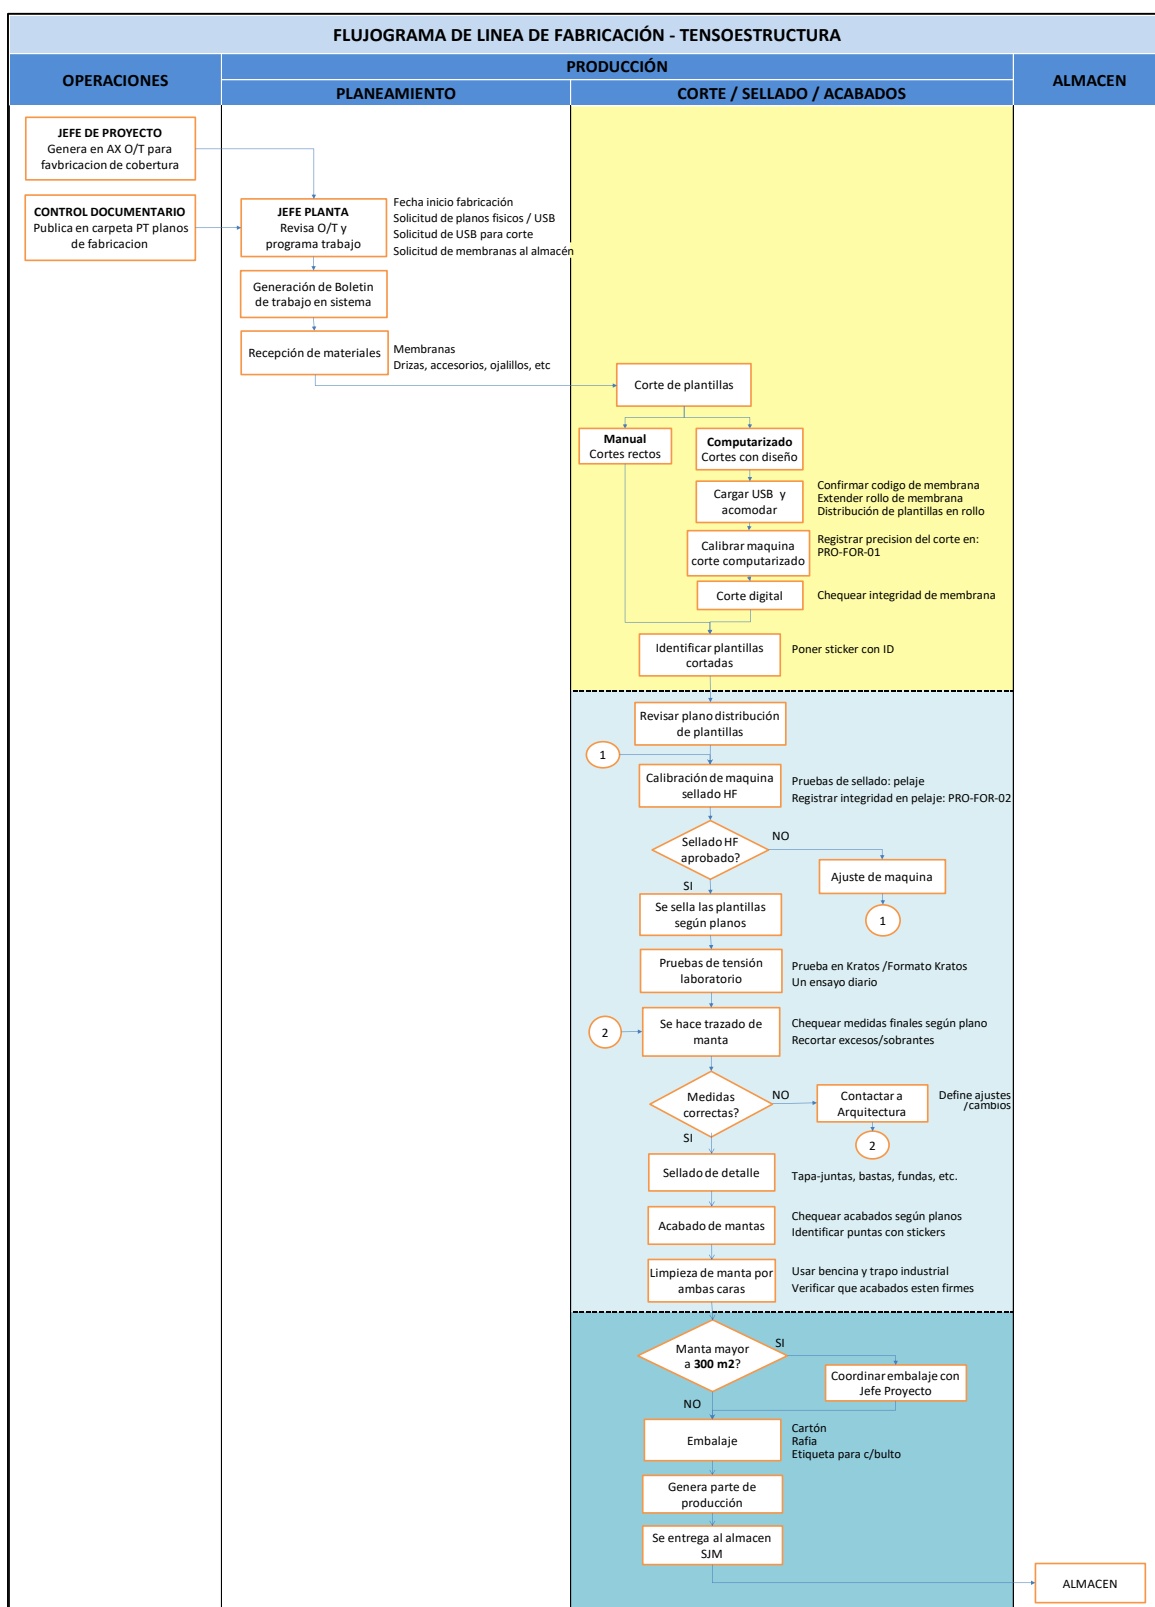 FLUJOGRAMA DE LINEA DE FABRICACIÓN - TENSOESTRUCTURA
OPERACIONES
PRODUCCIÓN
ALMACEN
PLANEAMIENTO
CORTE / SELLADO / ACABADOS
JEFE DE PROYECTO
Genera en AX O/T para
favbricacion de cobertura
CONTROL DOCUMENTARIO
Publica en carpeta PT planos
de fabricacion
JEFE PLANTA
Revisa O/T y
programa trabajo
Fecha inicio fabricación
Solicitud de planos fisicos / USB
Solicitud de USB para corte
Solicitud de membranas al almacén
Generación de Boletin
de trabajo en sistema
Recepción de materiales
Membranas
Drizas, accesorios, ojalillos, etc
Corte de plantillas
Manual
Cortes rectos
Computarizado
Cortes con diseño
Cargar USB y
acomodar
Confirmar codigo de membrana
Extender rollo de membrana
Distribución de plantillas en rollo
Calibrar maquina
corte computarizado
Registrar precision del corte en:
PRO-FOR-01
Corte digital
Chequear integridad de membrana
Identificar plantillas
cortadas
Poner sticker con ID
Revisar plano distribución
de plantillas
1
Calibración de maquina
sellado HF
Pruebas de sellado: pelaje
Registrar integridad en pelaje: PRO-FOR-02
Sellado HF
aprobado?
NO
Ajuste de maquina
1
SI
Se sella las plantillas
según planos
Pruebas de tensión
laboratorio
Prueba en Kratos /Formato Kratos
Un ensayo diario
2
Se hace trazado de
manta
Chequear medidas finales según plano
Recortar excesos/sobrantes
Medidas
correctas?
NO
Contactar a
Arquitectura
Define ajustes
/cambios
2
SI
Sellado de detalle
Tapa-juntas, bastas, fundas, etc.
Acabado de mantas
Chequear acabados según planos
Identificar puntas con stickers
Limpieza de manta por
ambas caras
Usar bencina y trapo industrial
Verificar que acabados esten firmes
Manta mayor
a 300 m2?
SI
Coordinar embalaje con
Jefe Proyecto
NO
Embalaje
Cartón
Rafia
Etiqueta para c/bulto
Genera parte de
producción
Se entrega al almacen
SJM
ALMACEN